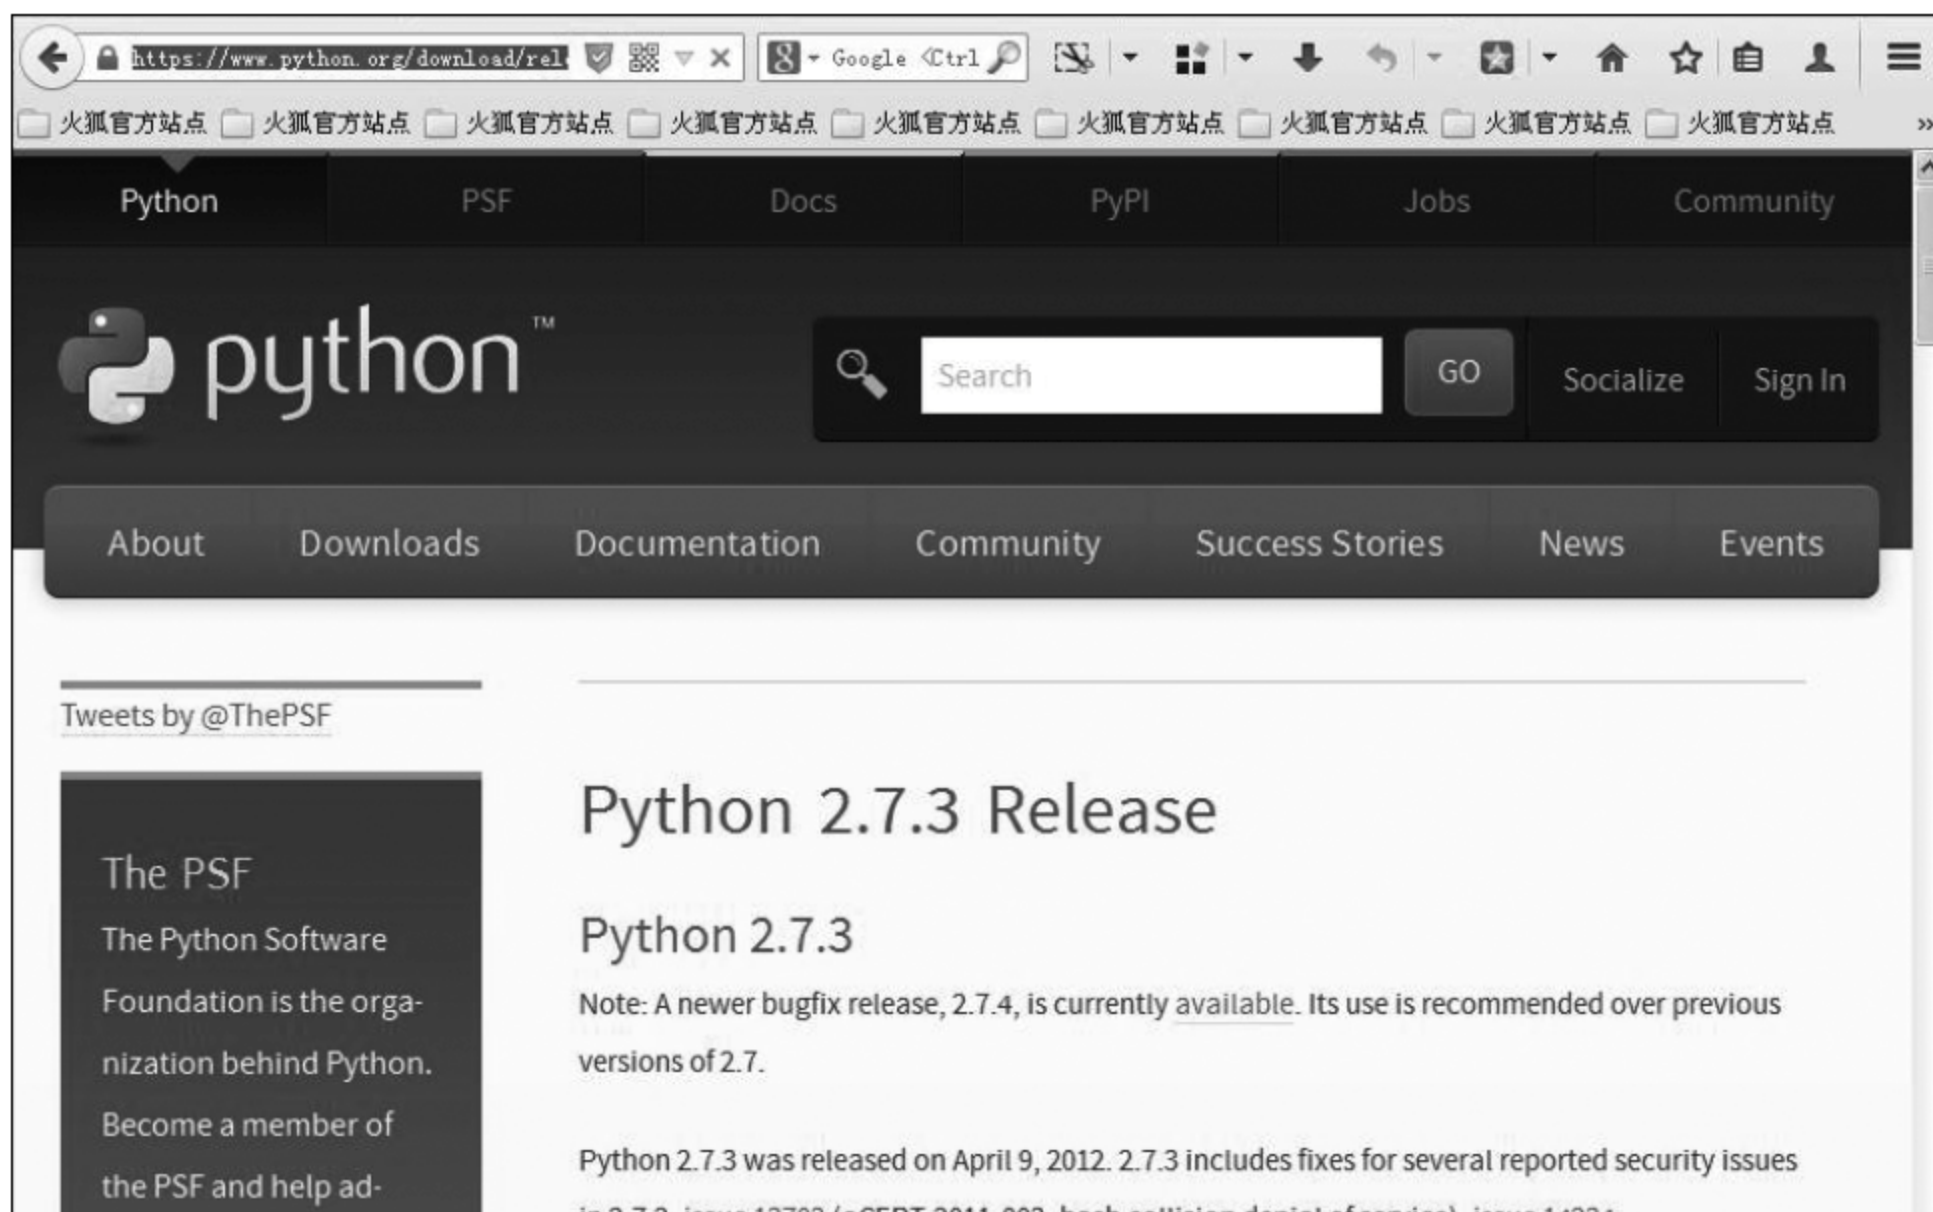 https://www.python.org/download/rel
8 Google <Ctrl
火狐官方站点 火狐官方站点 火狐官方站点 火狐官方站点 火狐官方站点 火狐官方站点 火狐官方站点 火狐官方站点 火狐官方站点 »
Python PSF Docs PyPI Jobs Community
python™
Search GO Socialize Sign In
About Downloads Documentation Community Success Stories News Events
Tweets by @ThePSF
The PSF
The Python Software
Foundation is the orga-
nization behind Python.
Become a member of
the PSF and help ad-
Python 2.7.3 Release
Python 2.7.3
Note: A newer bugfix release, 2.7.4, is currently available. Its use is recommended over previous
versions of 2.7.
Python 2.7.3 was released on April 9, 2012. 2.7.3 includes fixes for several reported security issues